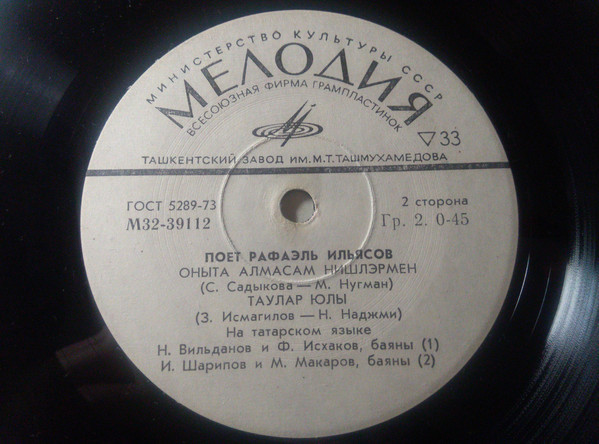 МИНИСТЕРСТВО КУЛЬТУРЫ СССР
МЕЛОДИЯ
ВСЕСОЮЗНАЯ ФИРМА ГРАМПЛАСТИНОК
▽33
ТАШКЕНТСКИЙ ЗАВОД ИМ. М.Т. ТАШМУХАМЕДОВА
ГОСТ 5289-73
2 сторона
М32-39112
Гр. 2. 0-45
ПОЕТ РАФАЭЛЬ ИЛЬЯСОВ
ОНЫТА АЛМАСАМ НИШЛЭРМЕН
(С. Садыкова — М. Нугман)
ТАУЛАР ЮЛЫ
(З. Исмагилов — Н. Наджми)
На татарском языке
Н. Вильданов и Ф. Исхаков, баяны (1)
И. Шарипов и М. Макаров, баяны (2)